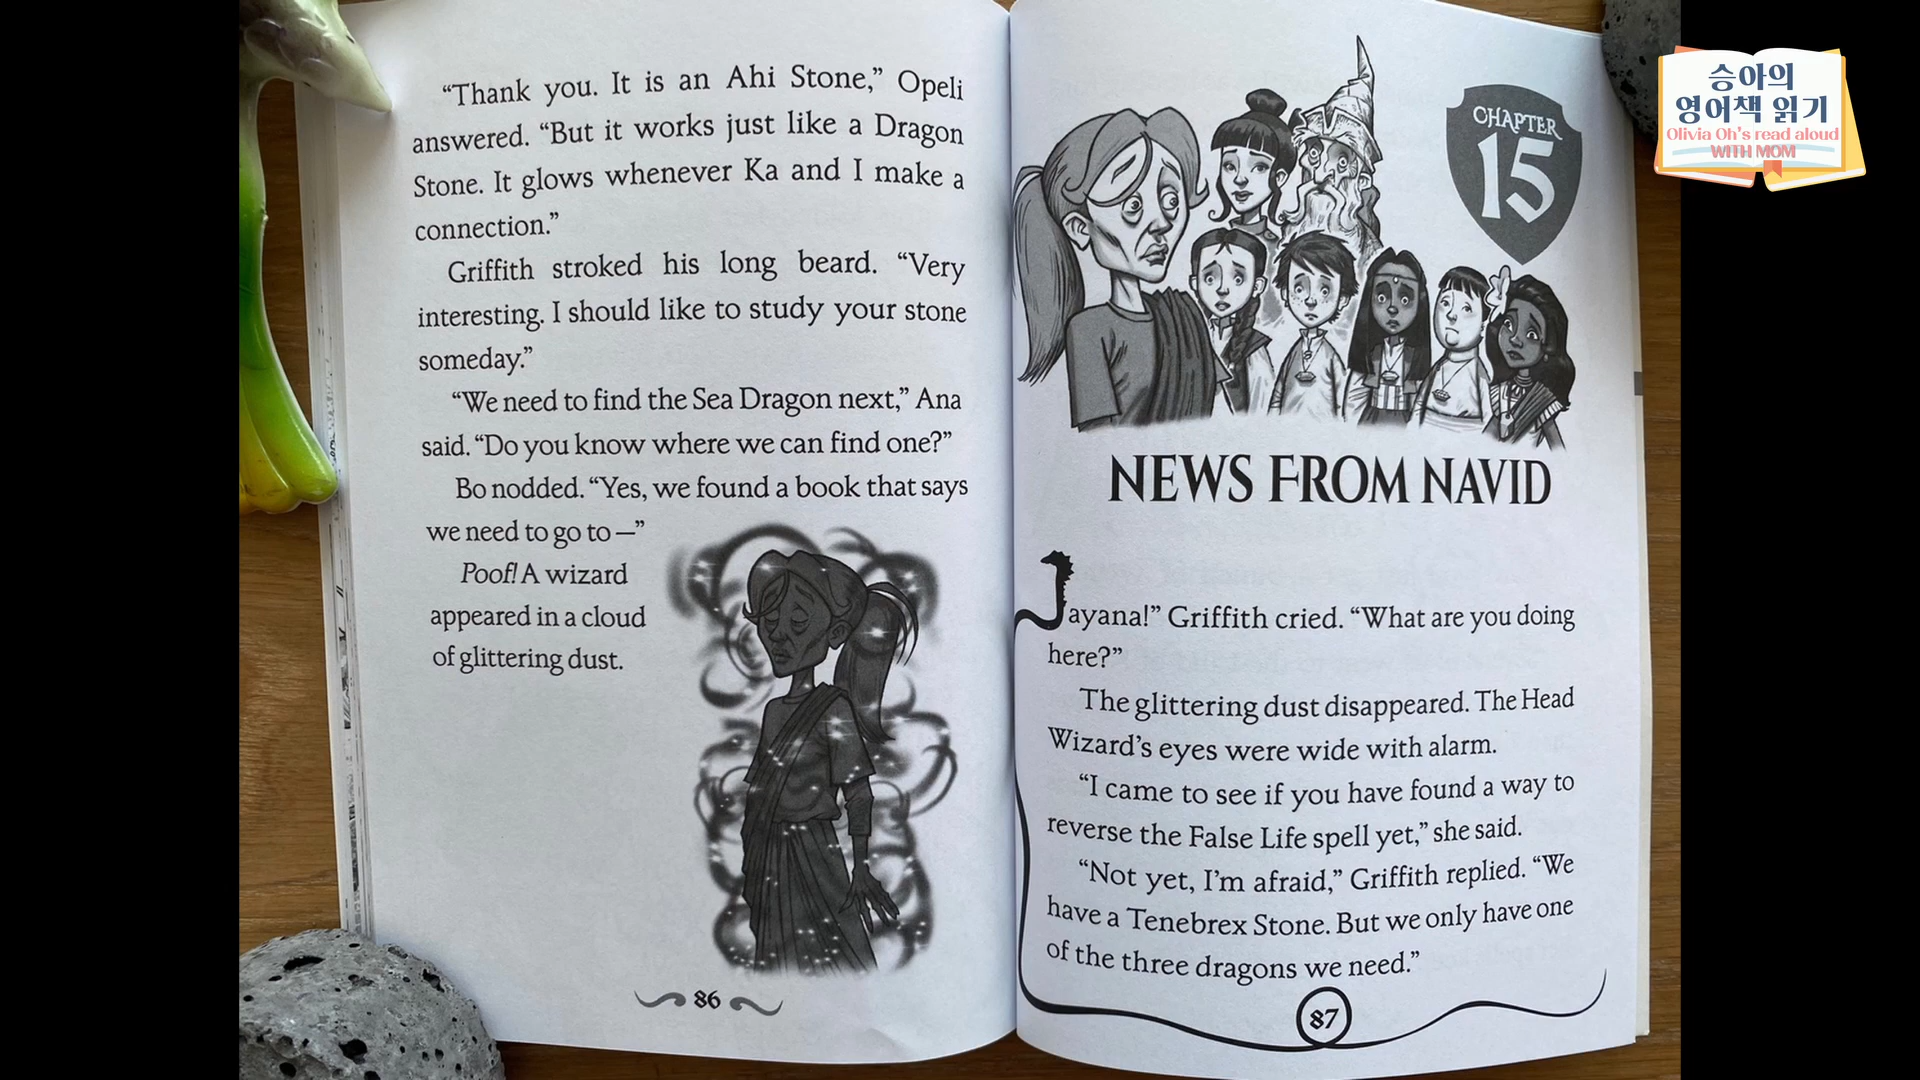 “Thank you. It is an Ahi Stone,” Opeli
answered. “But it works just like a Dragon
Stone. It glows whenever Ka and I make a
connection.”
Griffith stroked his long beard. “Very
interesting. I should like to study your stone
someday.”
“We need to find the Sea Dragon next,” Ana
said. “Do you know where we can find one?”
Bo nodded. “Yes, we found a book that says
we need to go to —”
Poof! A wizard
appeared in a cloud
of glittering dust.
86
CHAPTER
15
NEWS FROM NAVID
Jayana!” Griffith cried. “What are you doing
here?”
The glittering dust disappeared. The Head
Wizard’s eyes were wide with alarm.
“I came to see if you have found a way to
reverse the False Life spell yet,” she said.
“Not yet, I’m afraid,” Griffith replied. “We
have a Tenebrex Stone. But we only have one
of the three dragons we need.”
87
승아의
영어책 읽기
Olivia Oh's read aloud
WITH MOM